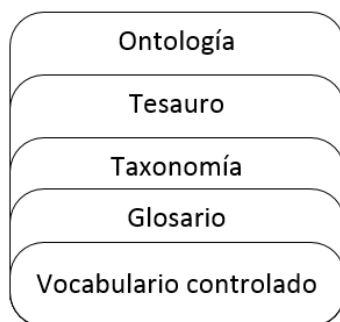 Ontología
Tesauro
Taxonomía
Glosario
Vocabulario controlado